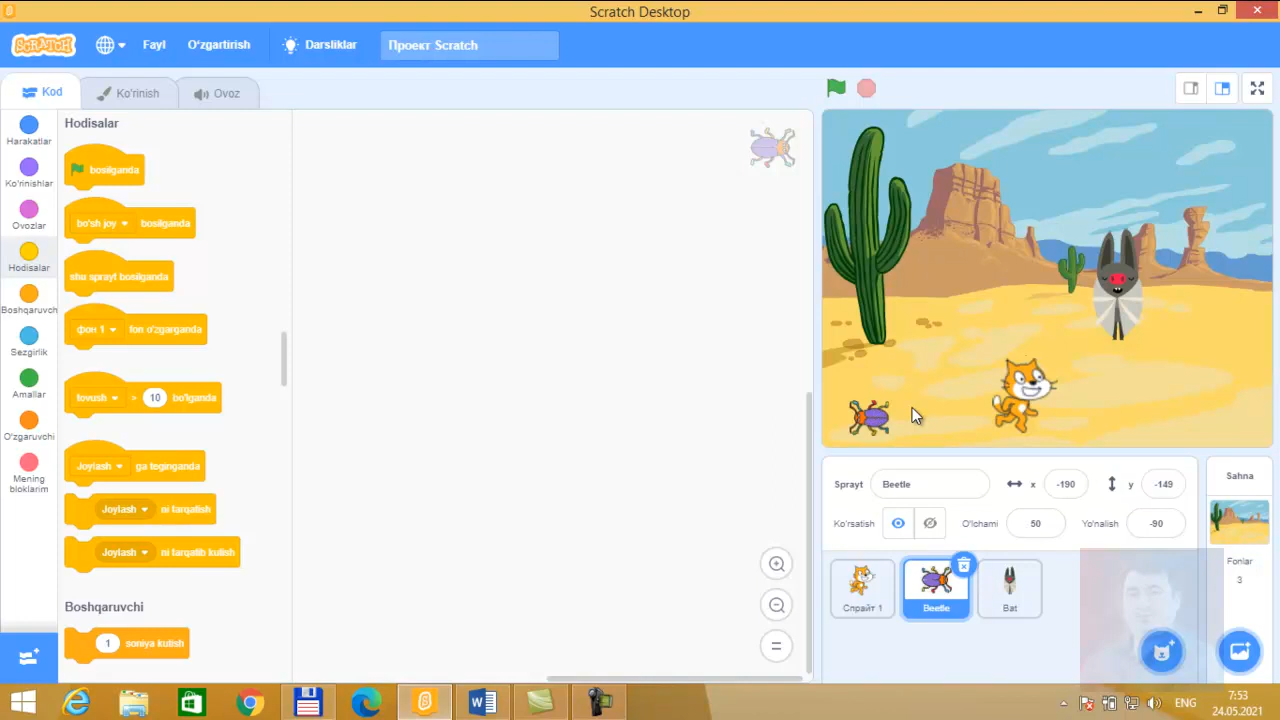 Scratch Desktop
SCRATCH
Fayl
O'zgartirish
Darsliklar
Проект Scratch
Kod
Ko'rinish
Ovoz
Harakatlar
Ko'rinishlar
Ovozlar
Hodisalar
Boshqaruvch
Sezgirlik
Amallar
O'zgaruvchi
Mening
bloklarim
Hodisalar
bosilganda
bo'sh joy bosilganda
shu sprayt bosilganda
фон 1 fon o'zgarganda
tovush > 10 bo'lganda
Joylash ga teginganda
Joylash ni tarqatish
Joylash ni tarqatib kutish
Boshqaruvchi
1 soniya kutish
Sprayt Beetle x -190 y -149
Ko'rsatish O'lchami 50 Yo'nalish -90
Спрайт 1
Beetle
Bat
Sahna
Fonlar
3
W
ENG
7:53
24.05.2021